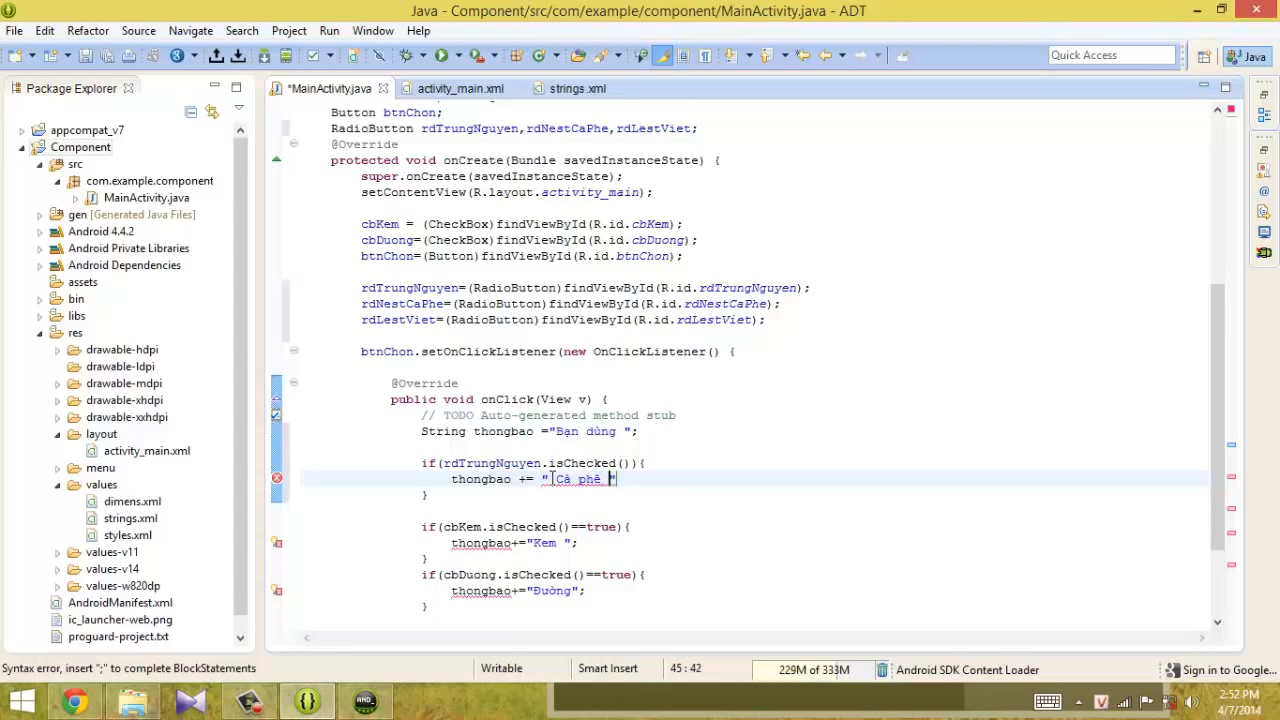 Java - Component/src/com/example/component/MainActivity.java - ADT
File Edit Refactor Source Navigate Search Project Run Window Help
Quick Access
Java
Package Explorer
*MainActivity.java
activity_main.xml
strings.xml
appcompat_v7
Component
src
com.example.component
MainActivity.java
gen [Generated Java Files]
Android 4.4.2
Android Private Libraries
Android Dependencies
assets
bin
libs
res
drawable-hdpi
drawable-ldpi
drawable-mdpi
drawable-xhdpi
drawable-xxhdpi
layout
activity_main.xml
menu
values
dimens.xml
strings.xml
styles.xml
values-v11
values-v14
values-w820dp
AndroidManifest.xml
ic_launcher-web.png
proguard-project.txt
Button btnChon;
RadioButton rdTrungNguyen,rdNestCaPhe,rdLestViet;
@Override
protected void onCreate(Bundle savedInstanceState) {
super.onCreate(savedInstanceState);
setContentView(R.layout.activity_main);
cbKem = (CheckBox)findViewById(R.id.cbKem);
cbDuong=(CheckBox)findViewById(R.id.cbDuong);
btnChon=(Button)findViewById(R.id.btnChon);
rdTrungNguyen=(RadioButton)findViewById(R.id.rdTrungNguyen);
rdNestCaPhe=(RadioButton)findViewById(R.id.rdNestCaPhe);
rdLestViet=(RadioButton)findViewById(R.id.rdLestViet);
btnChon.setOnClickListener(new OnClickListener() {
@Override
public void onClick(View v) {
// TODO Auto-generated method stub
String thongbao ="Bạn dùng ";
if(rdTrungNguyen.isChecked()){
thongbao += " Cà phê "
}
if(cbKem.isChecked()==true){
thongbao+="Kem ";
}
if(cbDuong.isChecked()==true){
thongbao+="Đường";
}
Syntax error, insert ";" to complete BlockStatements
Writable
Smart Insert
45 : 42
229M of 333M
Android SDK Content Loader
Sign in to Google...
2:52 PM
4/7/2014